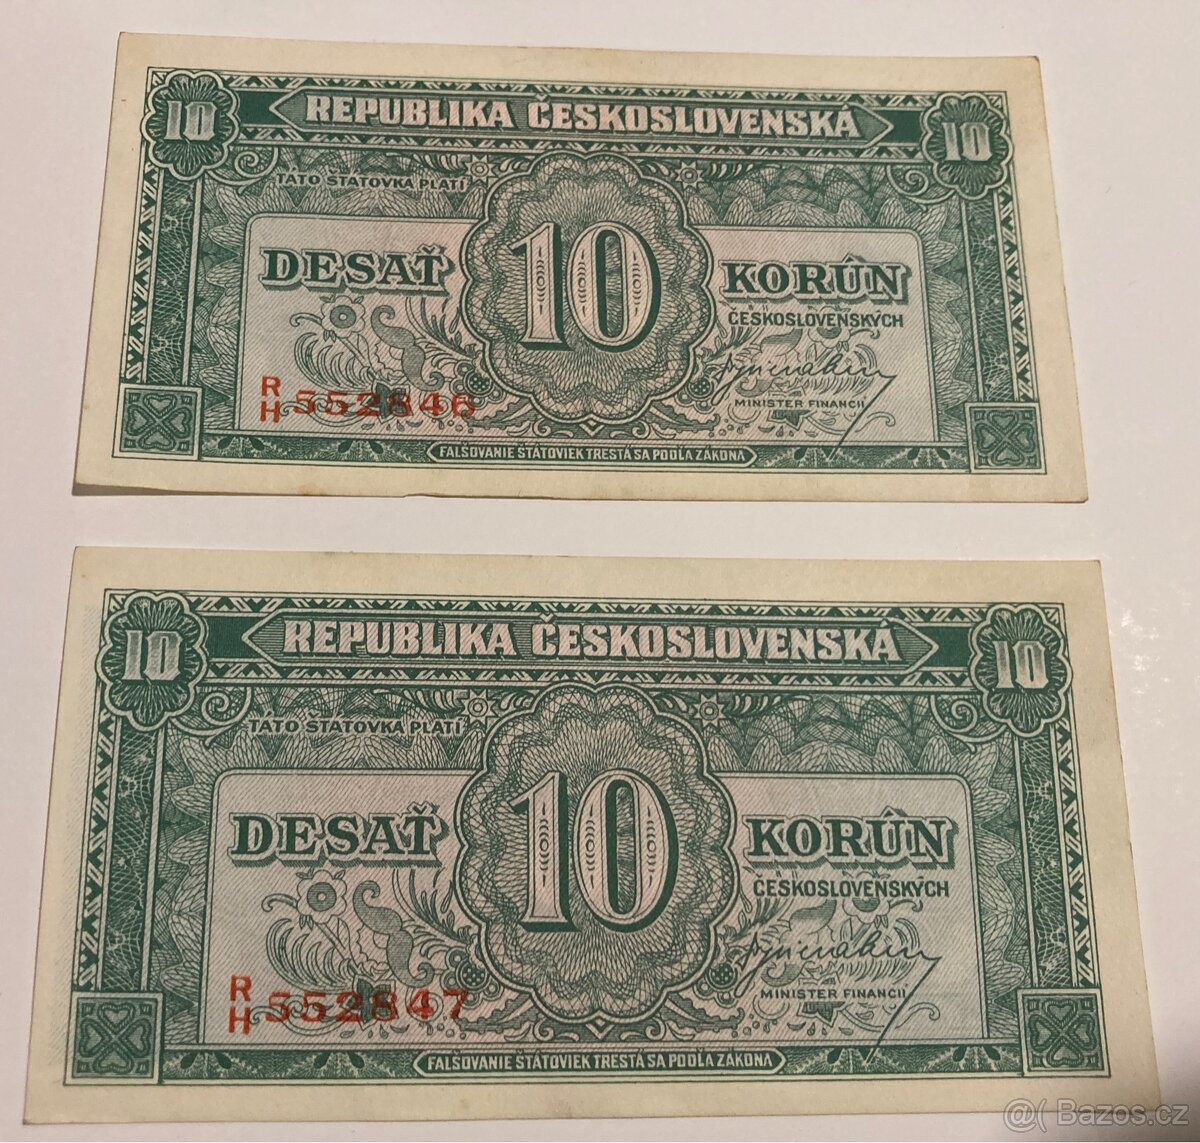 10 REPUBLIKA ČESKOSLOVENSKÁ 10
TÁTO ŠTÁTOVKA PLATÍ
DESAŤ 10 KORÚN
ČESKOSLOVENSKÝCH
R
H 552846
MINISTER FINANCIÍ
FALŠOVANIE ŠTÁTOVIEK TRESTÁ SA PODĽA ZÁKONA
10 REPUBLIKA ČESKOSLOVENSKÁ 10
TÁTO ŠTÁTOVKA PLATÍ
DESAŤ 10 KORÚN
ČESKOSLOVENSKÝCH
R
H 552847
MINISTER FINANCIÍ
FALŠOVANIE ŠTÁTOVIEK TRESTÁ SA PODĽA ZÁKONA
@( Bazos.cz